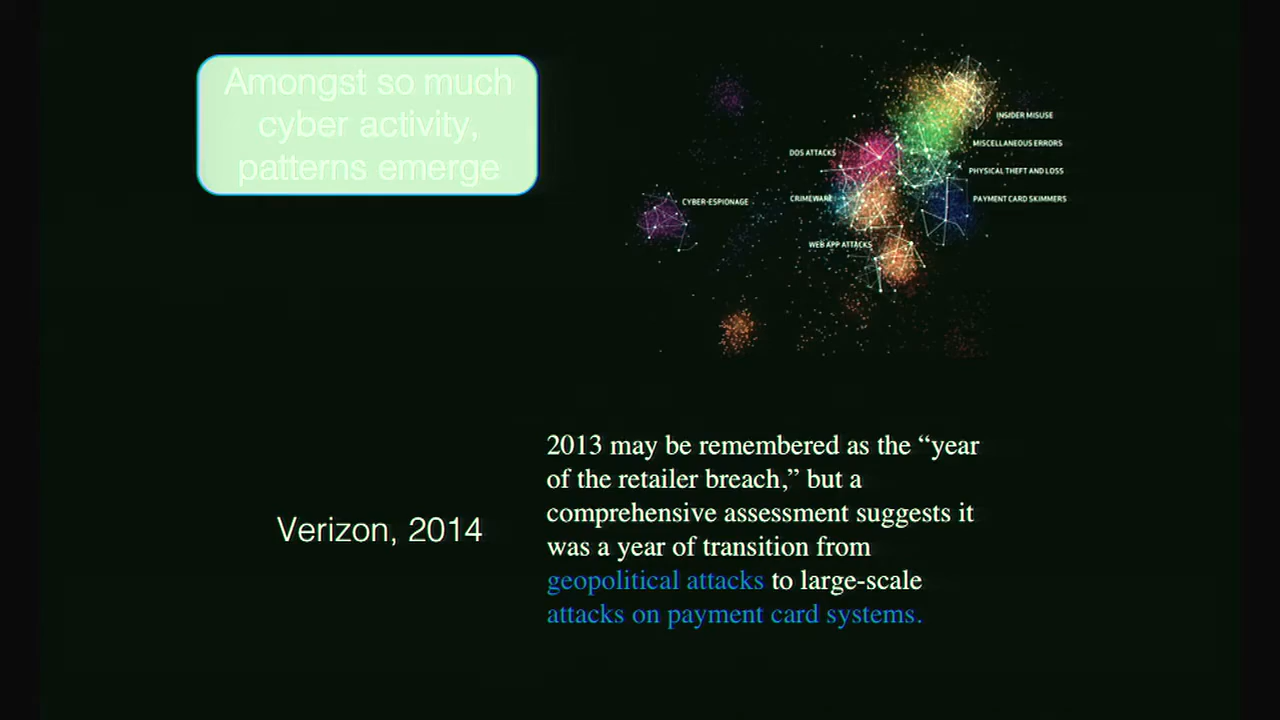 Amongst so much
cyber activity,
patterns emerge
INSIDER MISUSE
MISCELLANEOUS ERRORS
DOS ATTACKS
PHYSICAL THEFT AND LOSS
CRIMEWARE
PAYMENT CARD SKIMMERS
CYBER-ESPIONAGE
WEB APP ATTACKS
2013 may be remembered as the “year
of the retailer breach,” but a
comprehensive assessment suggests it
was a year of transition from
geopolitical attacks to large-scale
attacks on payment card systems.
Verizon, 2014